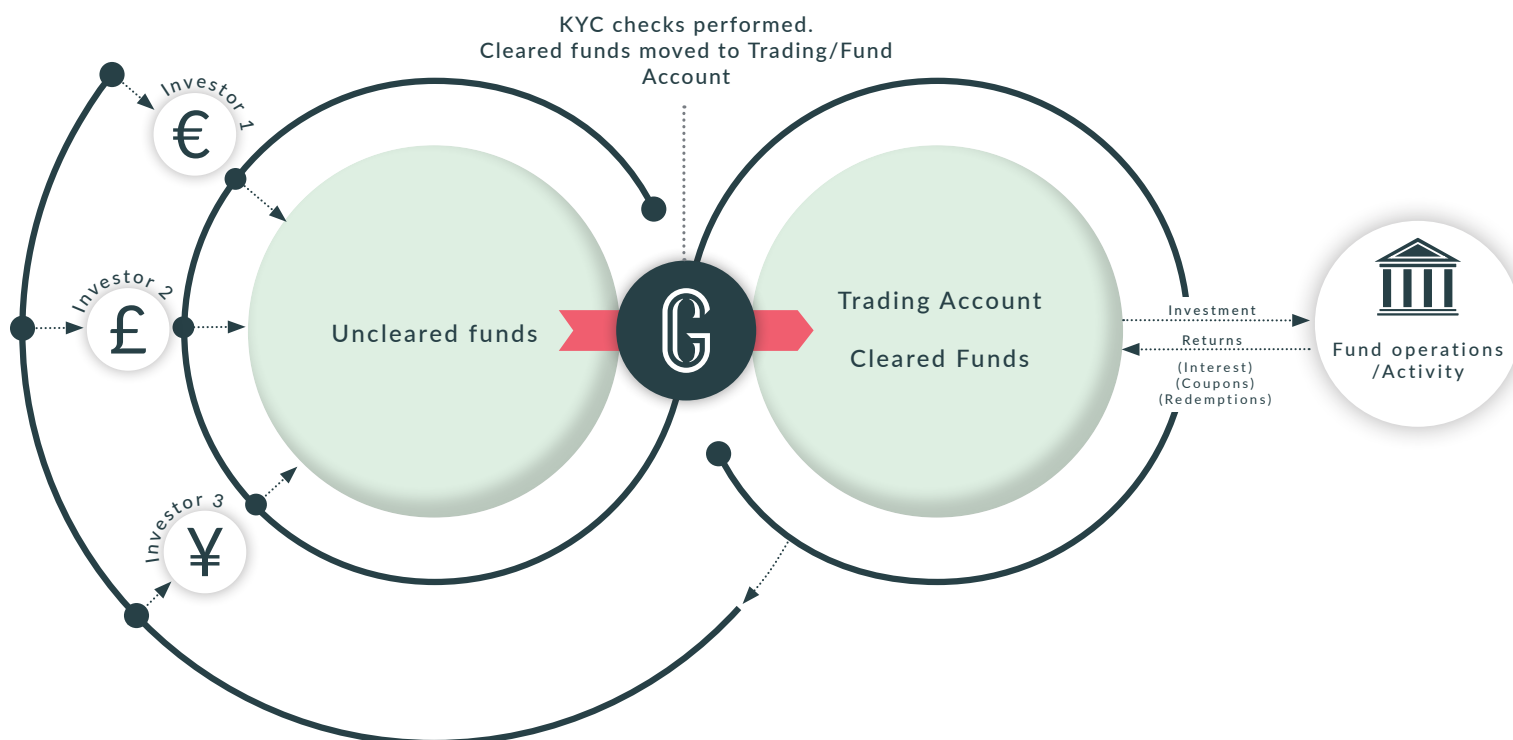 KYC checks performed.
Cleared funds moved to Trading/Fund
Account
Investor 1
€
Investor 2
£
Investor 3
¥
Uncleared funds
G
Trading Account
Cleared Funds
Investment
Returns
(Interest)
(Coupons)
(Redemptions)
Fund operations
/Activity